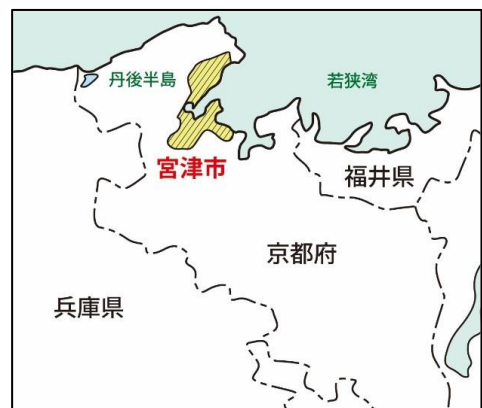 丹後半島
若狭湾
宮津市
福井県
京都府
兵庫県